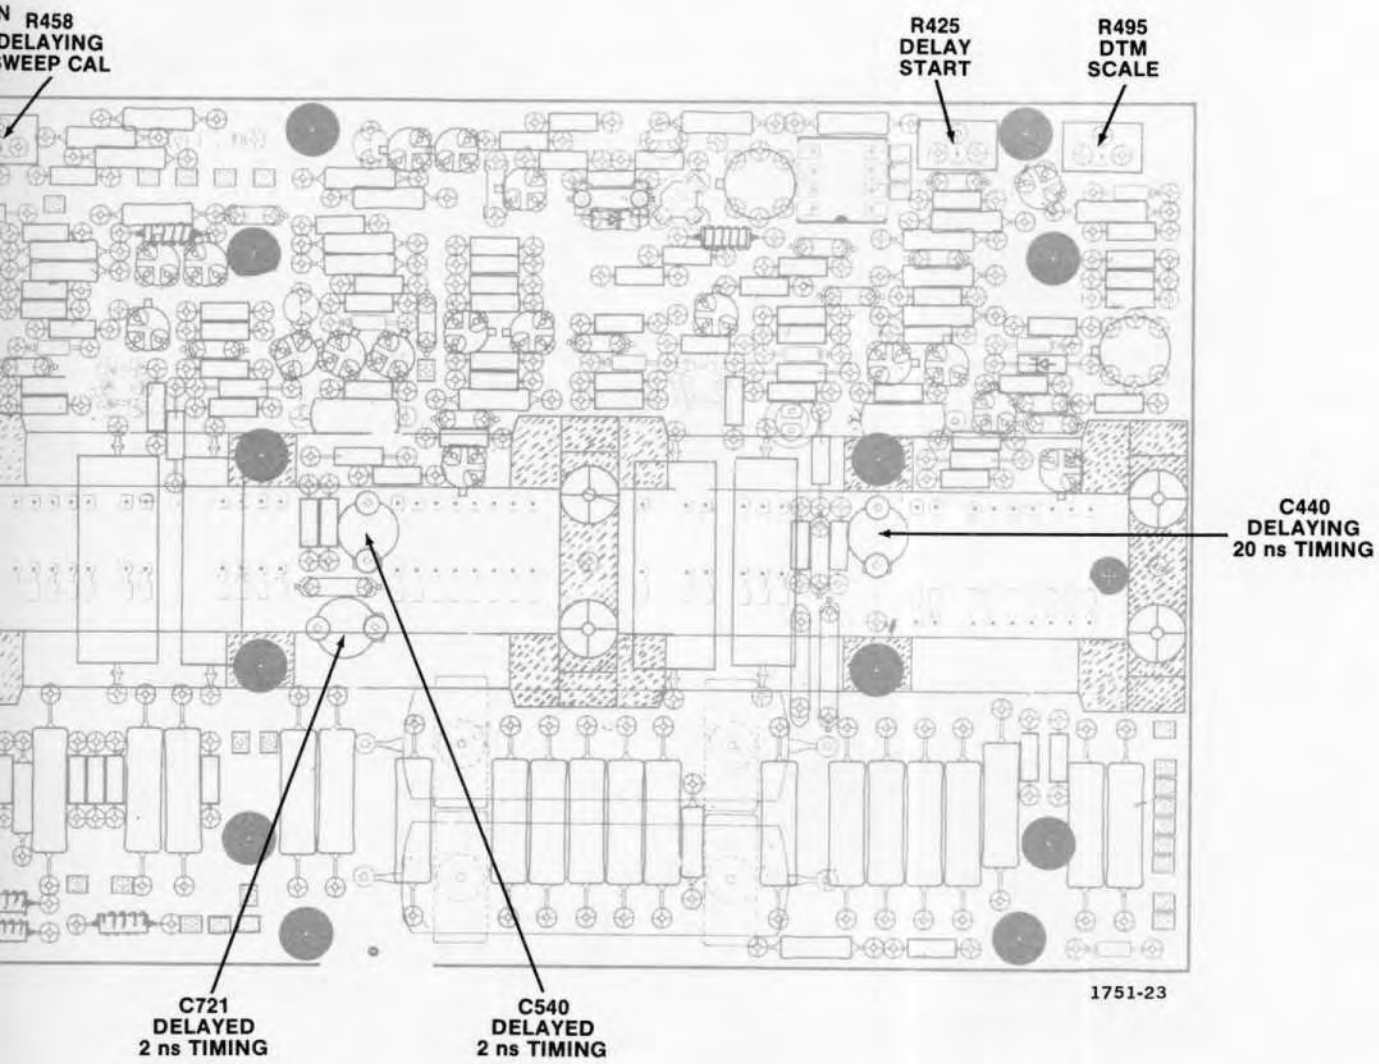 N
R458
DELAYING
SWEEP CAL
R425
DELAY
START
R495
DTM
SCALE
C440
DELAYING
20 ns TIMING
1751-23
C721
DELAYED
2 ns TIMING
C540
DELAYED
2 ns TIMING